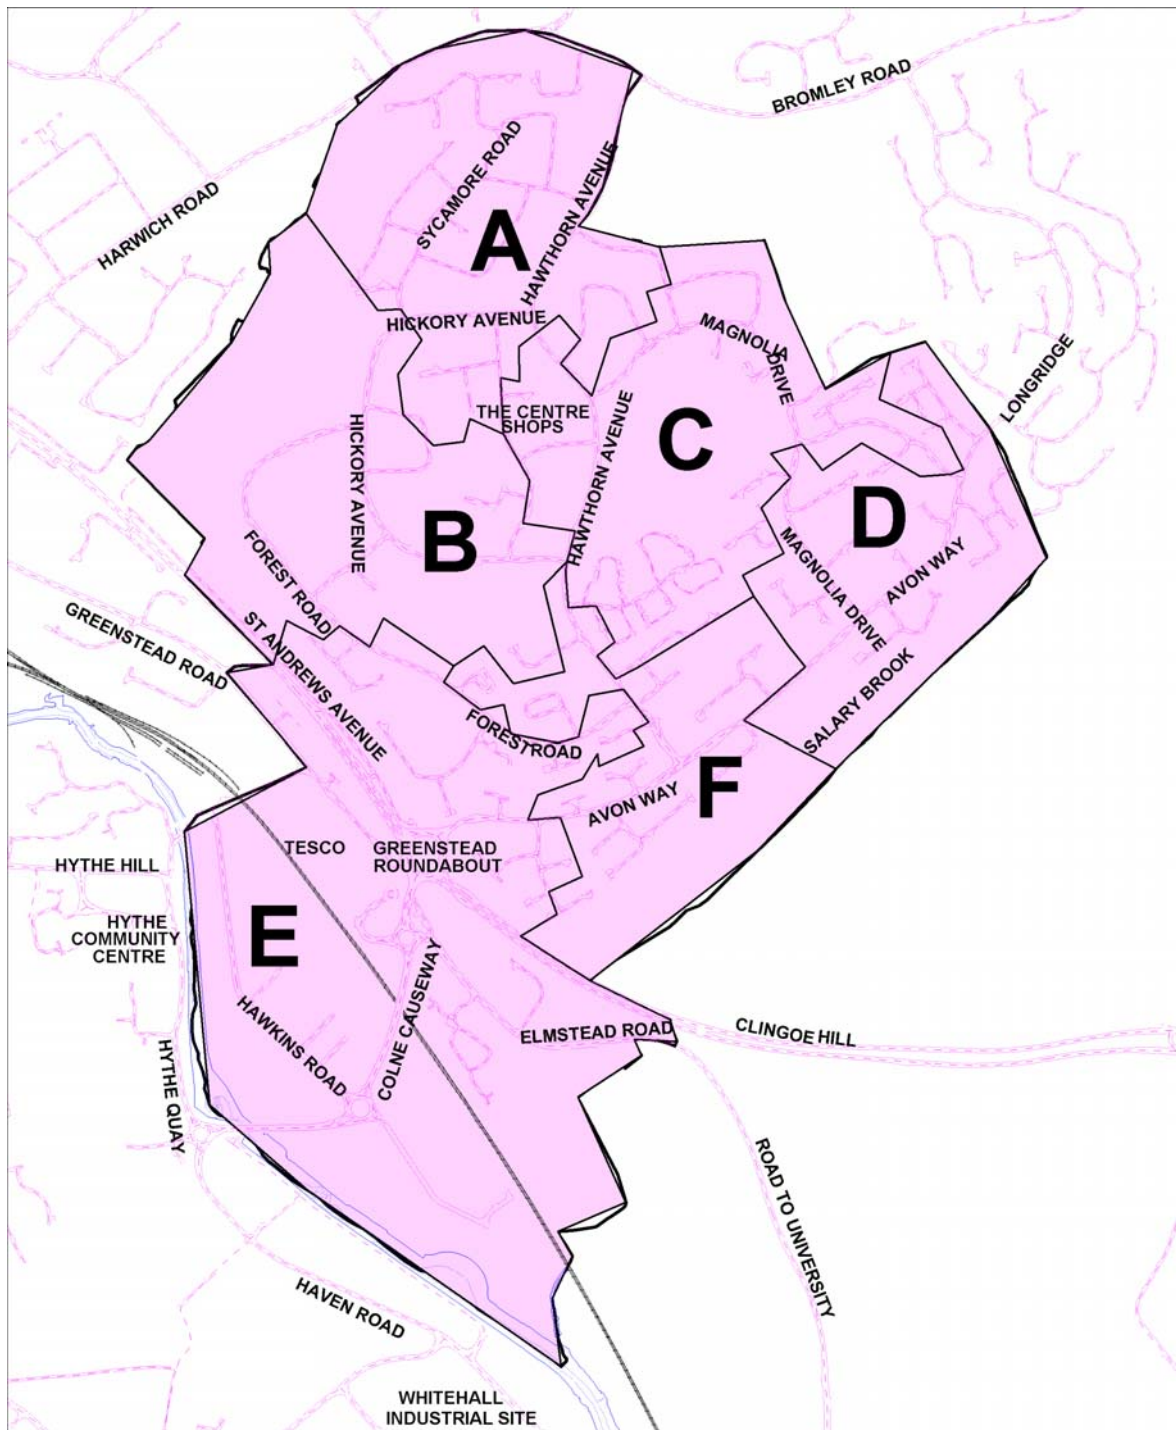 BROMLEY ROAD
SYCAMORE ROAD
HARWICH ROAD
HAWTHORN AVENUE
A
HICKORY AVENUE
MAGNOLIA
DRIVE
LONGRIDGE
THE CENTRE
SHOPS
HICKORY AVENUE
HAWTHORN AVENUE
C
B
D
FOREST ROAD
MAGNOLIA DRIVE
AVON WAY
GREENSTEAD ROAD
ST ANDREWS AVENUE
SALARY BROOK
FORESTROAD
AVON WAY
F
TESCO
GREENSTEAD
ROUNDABOUT
HYTHE HILL
HYTHE
COMMUNITY
CENTRE
E
HAWKINS ROAD
COLNE CAUSEWAY
ELMSTEAD ROAD
CLINGOE HILL
HYTHE QUAY
ROAD TO UNIVERSITY
HAVEN ROAD
WHITEHALL
INDUSTRIAL SITE